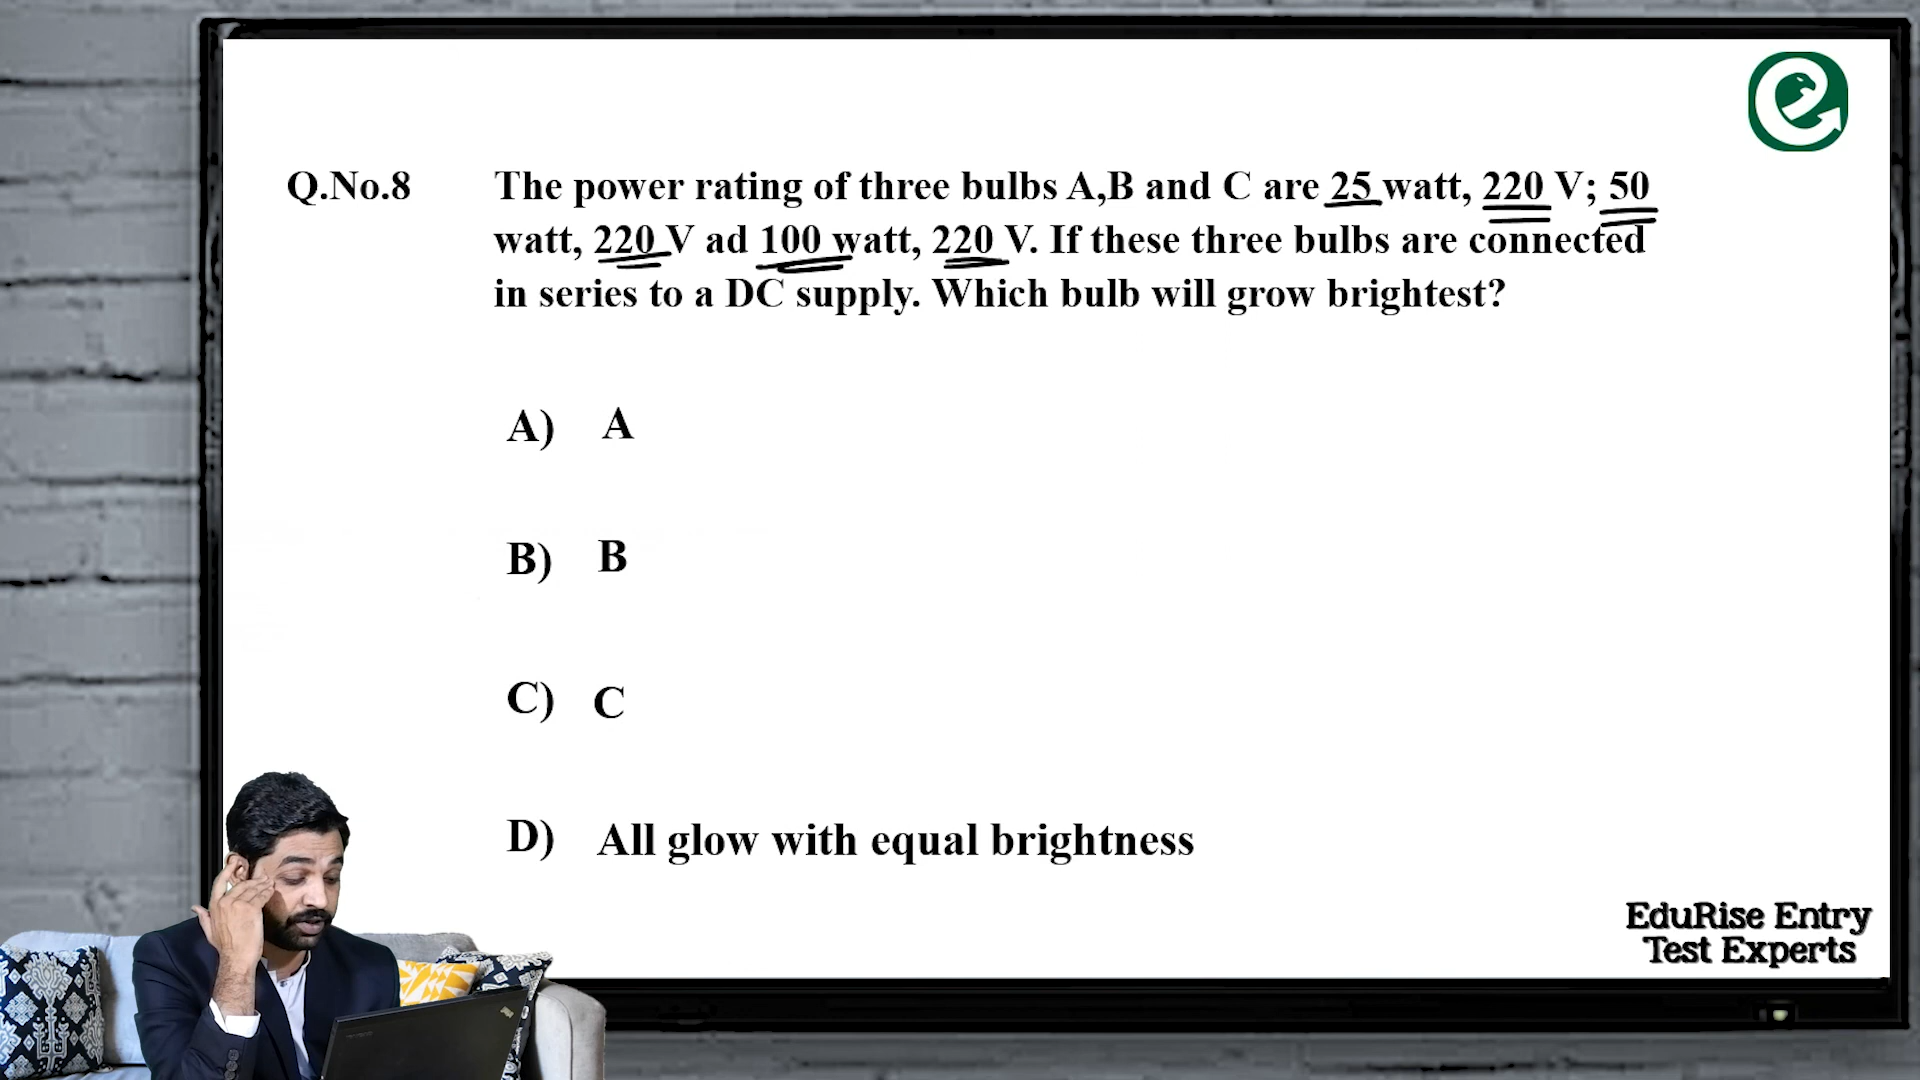 Q.No.8 The power rating of three bulbs A,B and C are 25 watt, 220 V; 50
watt, 220 V ad 100 watt, 220 V. If these three bulbs are connected
in series to a DC supply. Which bulb will grow brightest?
A) A
B) B
C) C
D) All glow with equal brightness
EduRise Entry
Test Experts